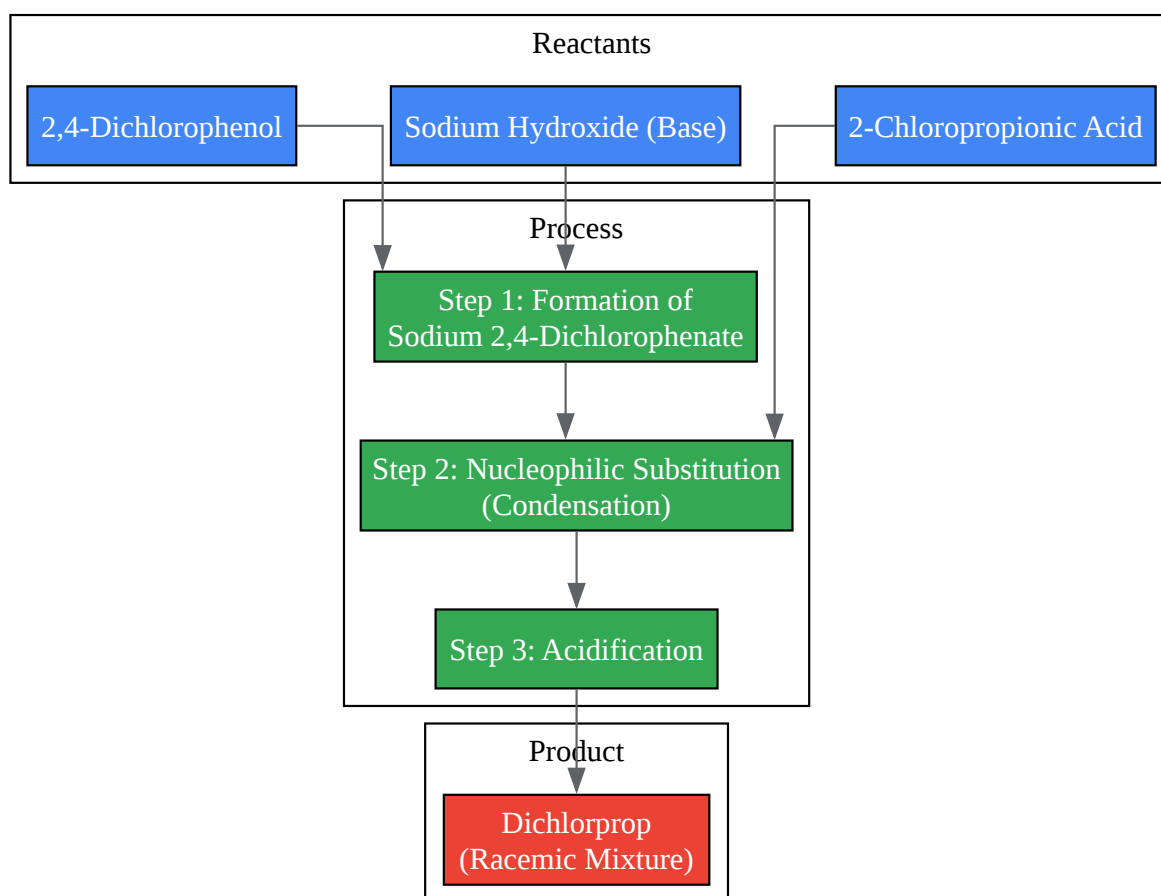 Reactants
2,4-Dichlorophenol
Sodium Hydroxide (Base)
2-Chloropropionic Acid
Process
Step 1: Formation of
Sodium 2,4-Dichlorophenate
Step 2: Nucleophilic Substitution
(Condensation)
Step 3: Acidification
Product
Dichlorprop
(Racemic Mixture)